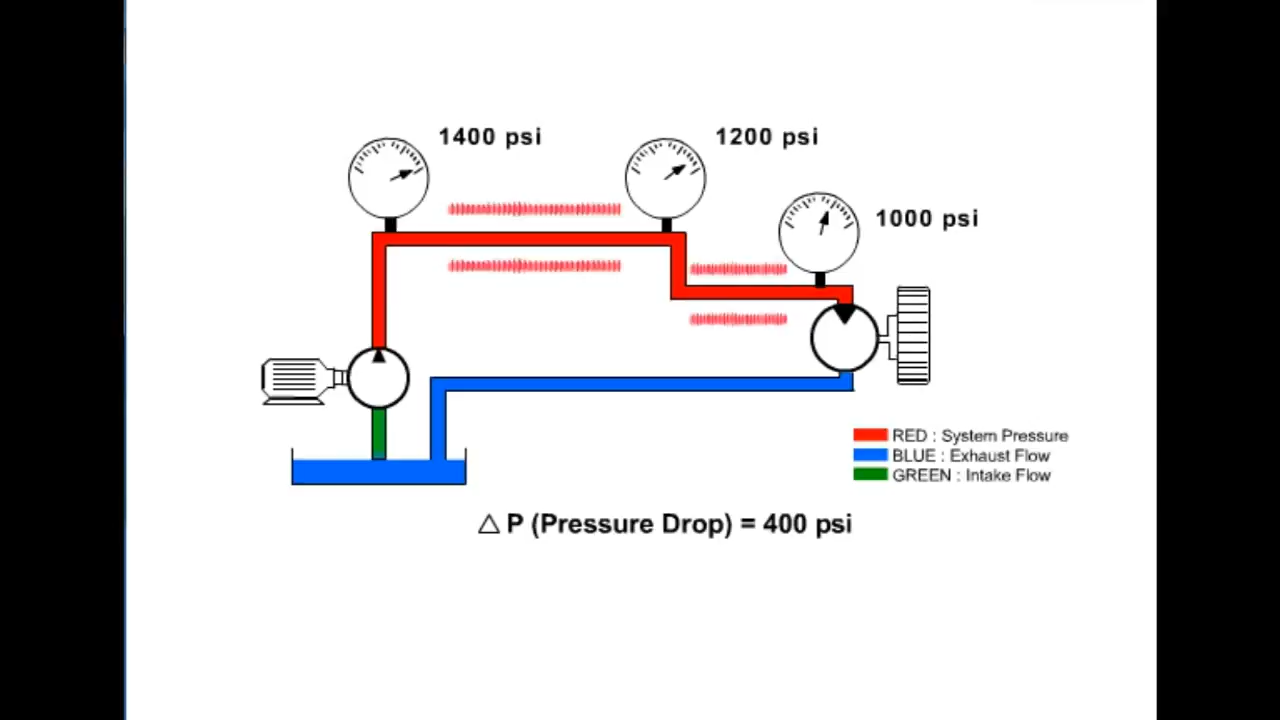 1400 psi
1200 psi
1000 psi
RED : System Pressure
BLUE : Exhaust Flow
GREEN : Intake Flow
△ P (Pressure Drop) = 400 psi